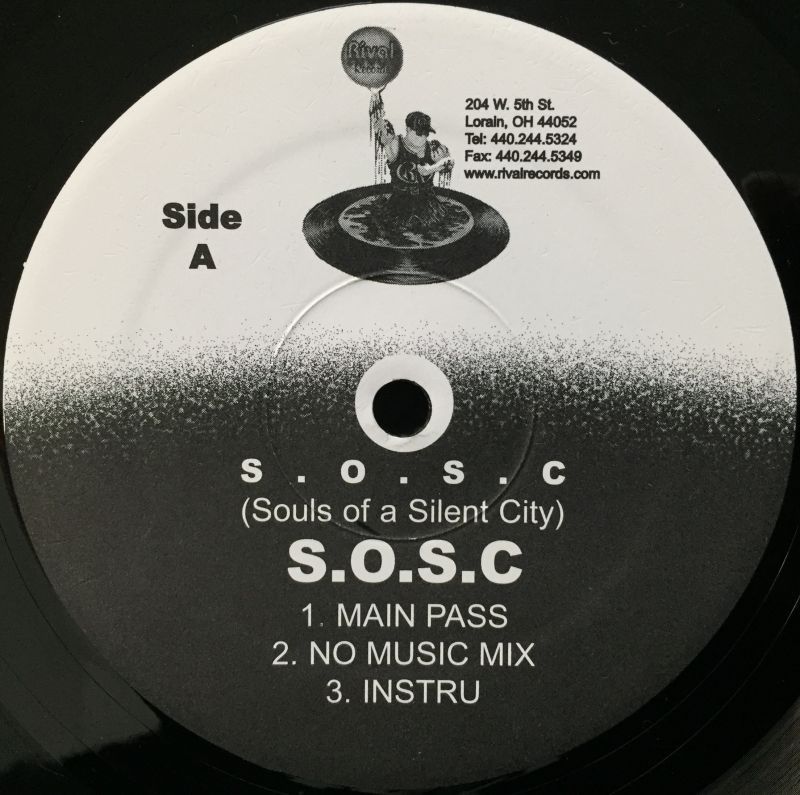 Rival
Records
204 W. 5th St.
Lorain, OH 44052
Tel: 440.244.5324
Fax: 440.244.5349
www.rivalrecords.com
Side
A
S . O . S . C
(Souls of a Silent City)
S.O.S.C
1. MAIN PASS
2. NO MUSIC MIX
3. INSTRU